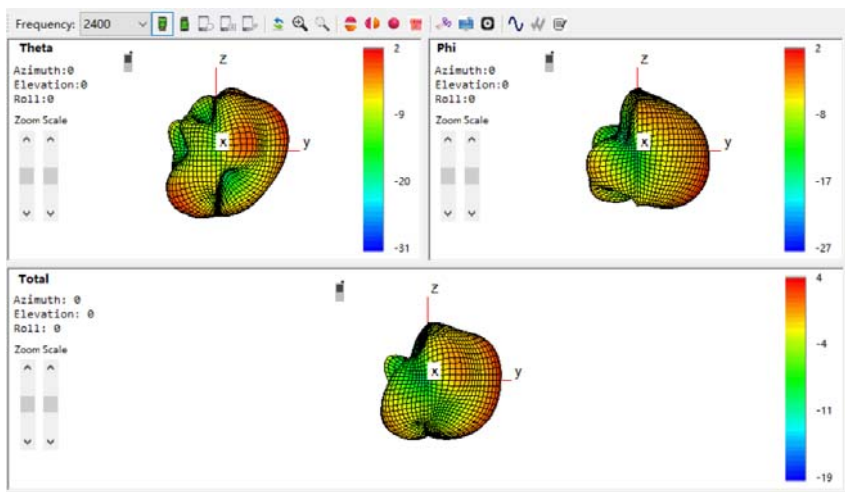 Frequency: 2400
Theta
Azimuth:0
Elevation:0
Roll:0
Zoom Scale
z
x
y
2
-9
-20
-31
Phi
Azimuth:0
Elevation:0
Roll:0
Zoom Scale
z
x
y
2
-8
-17
-27
Total
Azimuth: 0
Elevation: 0
Roll: 0
Zoom Scale
z
x
y
4
-4
-11
-19